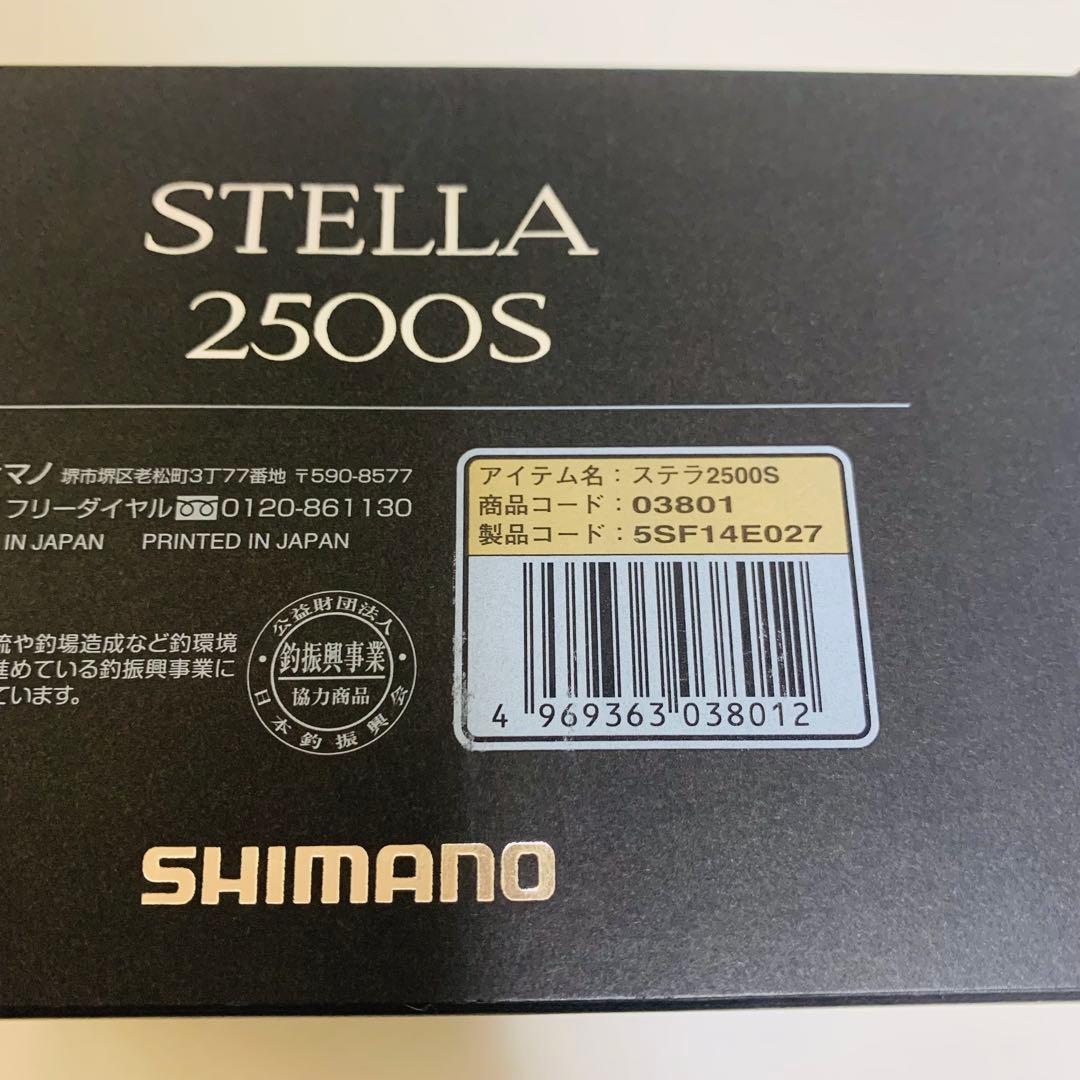 STELLA
2500S
マノ 堺市堺区老松町3丁77番地 〒590-8577
フリーダイヤル 0120-861130
IN JAPAN PRINTED IN JAPAN
アイテム名：ステラ2500S
商品コード：03801
製品コード：5SF14E027
4 969363 038012
流や釣場造成など釣環境
進めている釣振興事業に
ています。
公益財団法人
釣振興事業
協力商品
日本釣振興会
SHIMANO